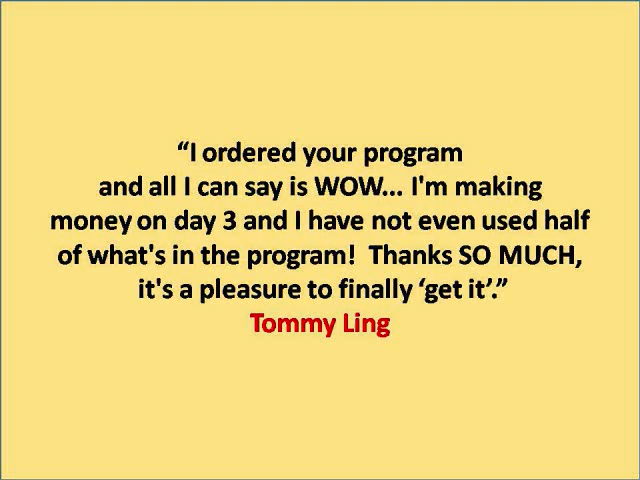 “I ordered your program
and all I can say is WOW... I'm making
money on day 3 and I have not even used half
of what's in the program!  Thanks SO MUCH,
it's a pleasure to finally ‘get it’.”
Tommy Ling